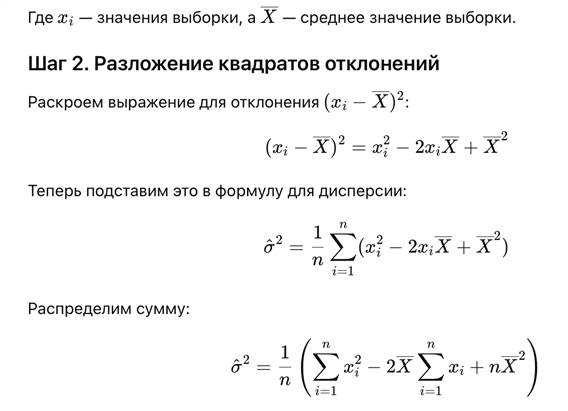 Где $x_i$ — значения выборки, а $\overline{X}$ — среднее значение выборки.
Шаг 2. Разложение квадратов отклонений
Раскроем выражение для отклонения $(x_i - \overline{X})^2$:
$(x_i - \overline{X})^2 = x_i^2 - 2x_i\overline{X} + \overline{X}^2$
Теперь подставим это в формулу для дисперсии:
$\hat{\sigma}^2 = \frac{1}{n} \sum_{i=1}^{n} (x_i^2 - 2x_i\overline{X} + \overline{X}^2)$
Распределим сумму:
$\hat{\sigma}^2 = \frac{1}{n} \left( \sum_{i=1}^{n} x_i^2 - 2\overline{X} \sum_{i=1}^{n} x_i + n\overline{X}^2 \right)$